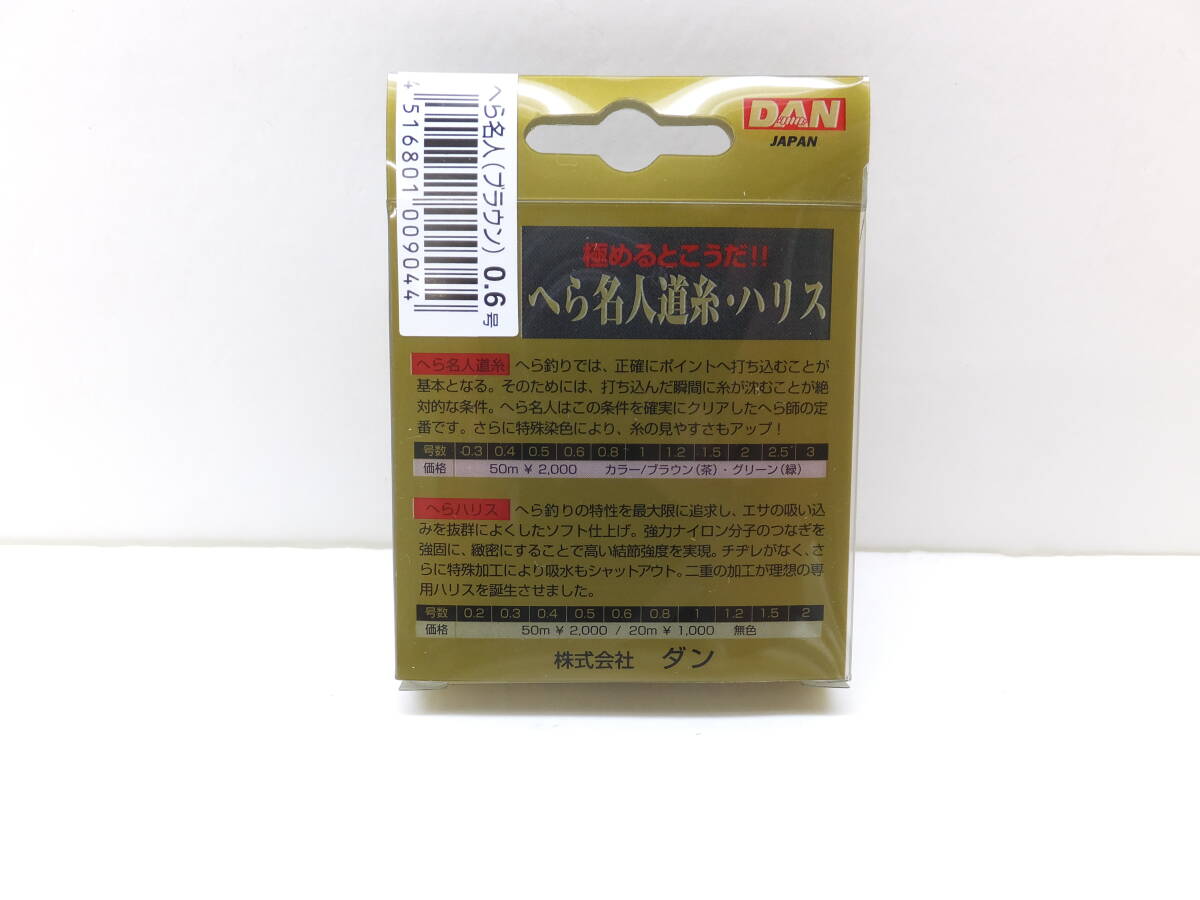 へら名人(ブラウン) 0.6号
4 516801 009044
DAN
JAPAN
極めるとこうだ!!
へら名人道糸・ハリス
へら名人道糸 へら釣りでは、正確にポイントへ打ち込むことが
基本となる。そのためには、打ち込んだ瞬間に糸が沈むことが絶
対的な条件。へら名人はこの条件を確実にクリアしたへら師の定
番です。さらに特殊染色により、糸の見やすさもアップ!
号数 0.3 0.4 0.5 0.6 0.8 1 1.2 1.5 2 2.5 3
価格 50m ¥ 2,000 カラー/ブラウン(茶)・グリーン(緑)
へらハリス へら釣りの特性を最大限に追求し、エサの吸い込
みを抜群によくしたソフト仕上げ。強力ナイロン分子のつなぎを
強固に、緻密にすることで高い結節強度を実現。チヂレがなく、さ
らに特殊加工により吸水もシャットアウト。二重の加工が理想の専
用ハリスを誕生させました。
号数 0.2 0.3 0.4 0.5 0.6 0.8 1 1.2 1.5 2
価格 50m ¥ 2,000 / 20m ¥ 1,000 無色
株式会社 ダン